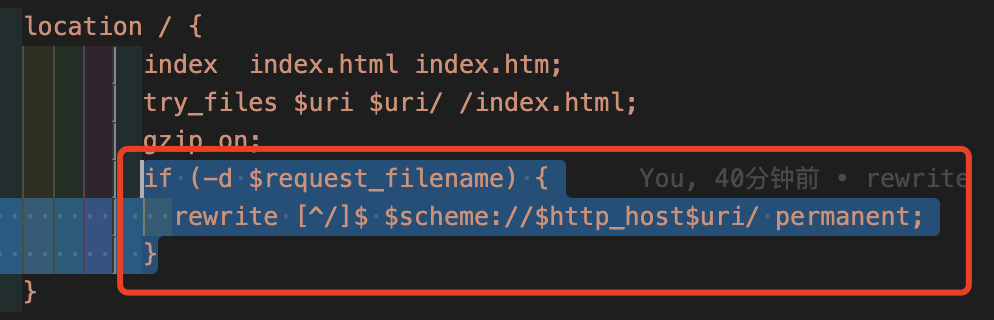 location / {
index  index.html index.htm;
try_files $uri $uri/ /index.html;
gzip on;
if (-d $request_filename) { You, 40分钟前 • rewrite
rewrite [^/]$ $scheme://$http_host$uri/ permanent;
}
}